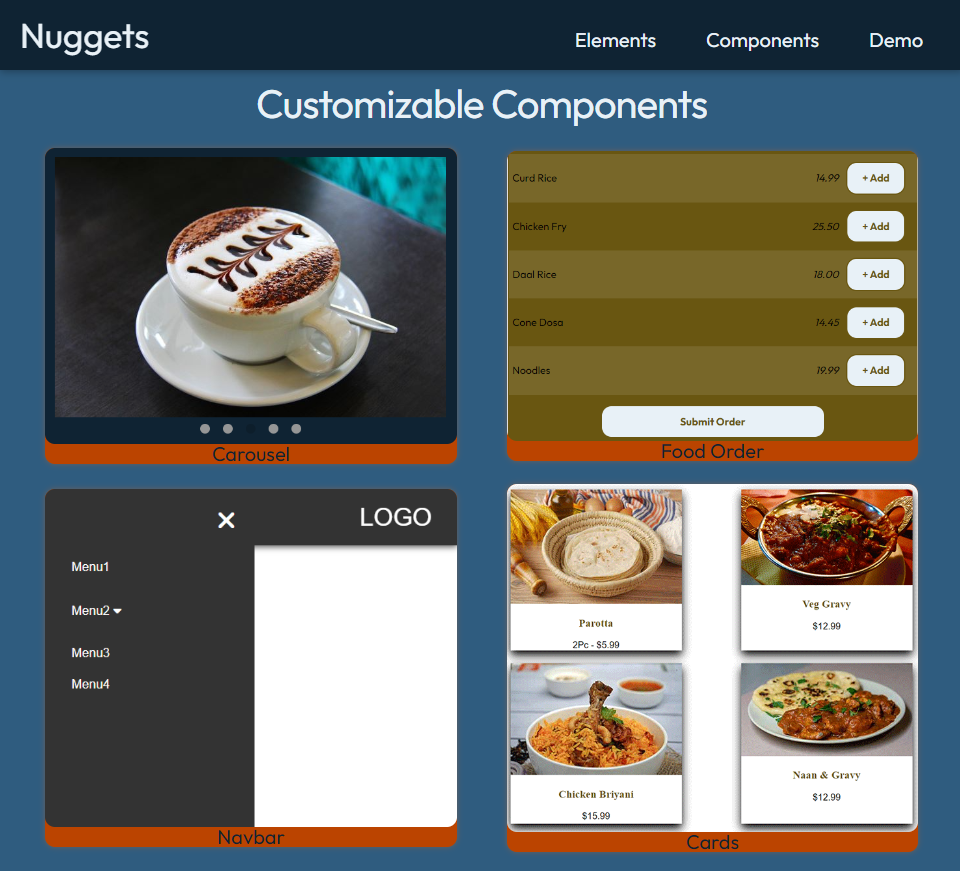 Nuggets
Elements Components Demo
Customizable Components
Curd Rice 14.99 + Add
Chicken Fry 25.50 + Add
Daal Rice 18.00 + Add
Cone Dosa 14.45 + Add
Noodles 19.99 + Add
Submit Order
Carousel
Food Order
LOGO
Menu1
Menu2
Menu3
Menu4
Navbar
Parotta
2Pc - $5.99
Veg Gravy
$12.99
Chicken Briyani
$15.99
Naan & Gravy
$12.99
Cards